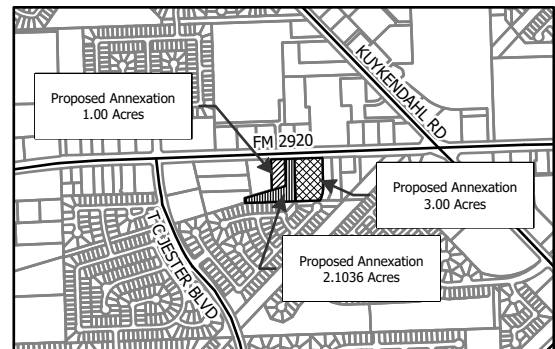 KUYKENDAHL RD
Proposed Annexation
1.00 Acres
FM 2920
Proposed Annexation
3.00 Acres
T C JESTER BLVD
Proposed Annexation
2.1036 Acres